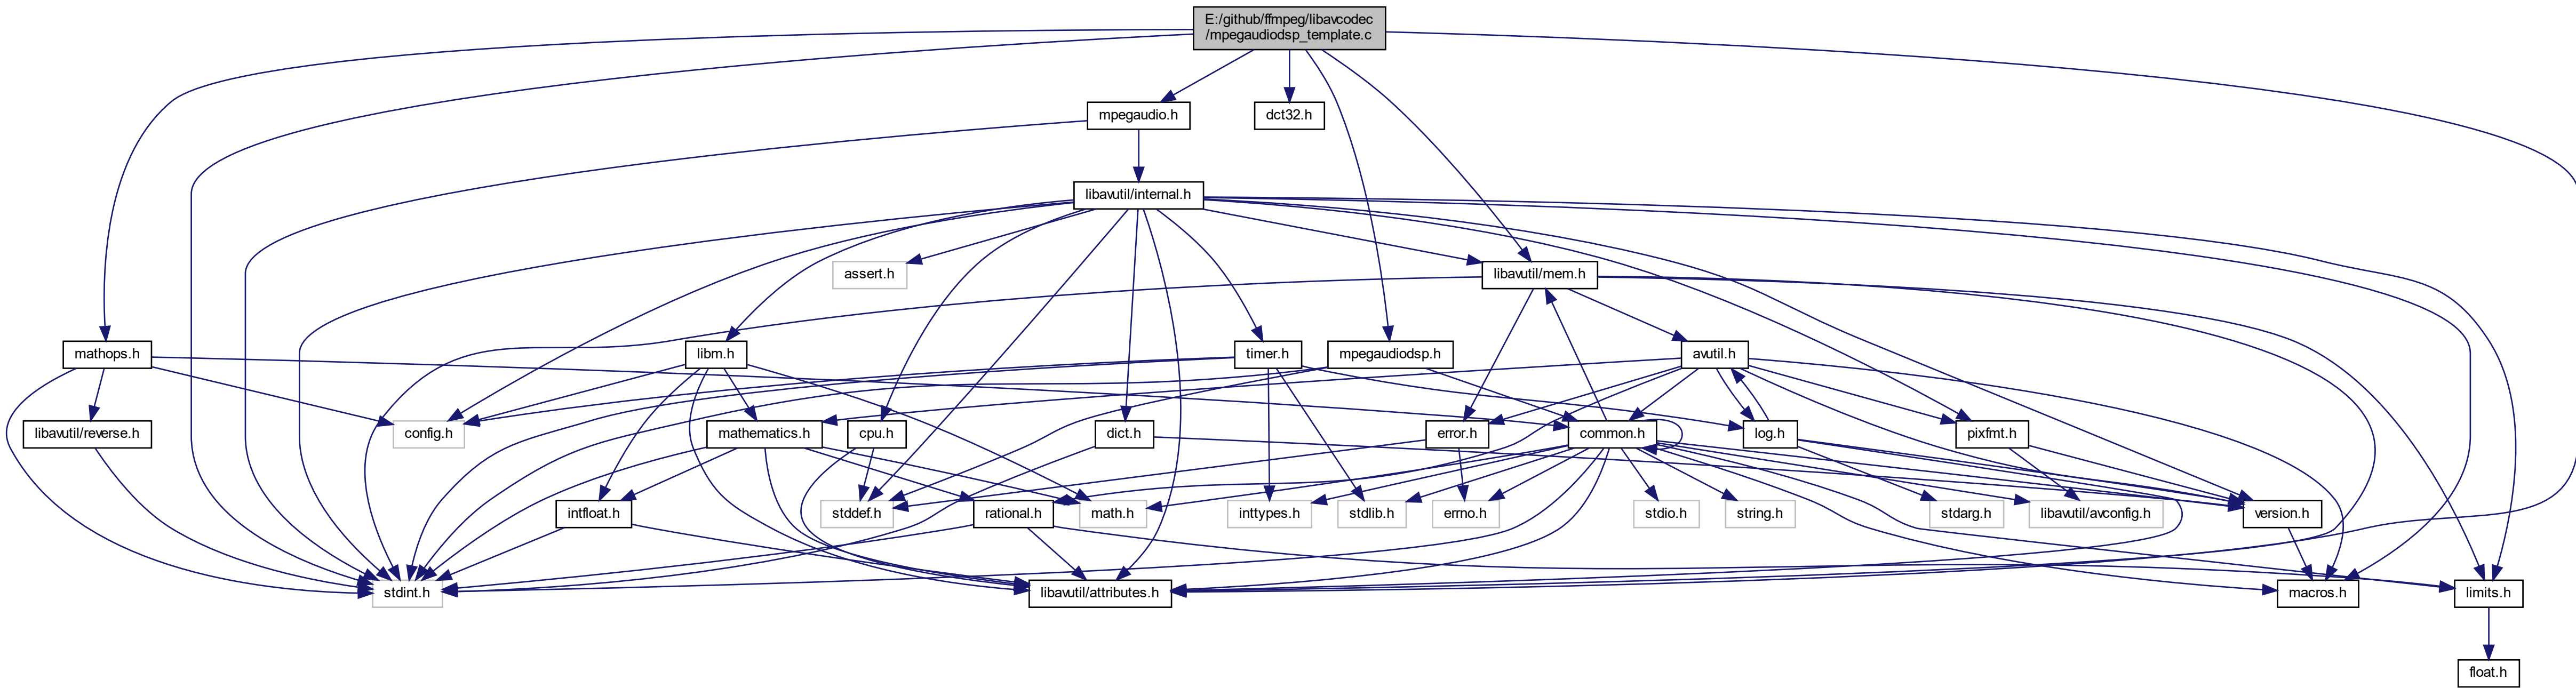 E:/github/ffmpeg/libavcodec
/mpegaudiodsp_template.c
mpegaudio.h
dct32.h
libavutil/internal.h
assert.h
libavutil/mem.h
mathops.h
libm.h
timer.h
mpegaudiodsp.h
avutil.h
libavutil/reverse.h
config.h
mathematics.h
cpu.h
dict.h
error.h
common.h
log.h
pixfmt.h
intfloat.h
stddef.h
rational.h
math.h
inttypes.h
stdlib.h
errno.h
stdio.h
string.h
stdarg.h
libavutil/avconfig.h
version.h
stdint.h
libavutil/attributes.h
macros.h
limits.h
float.h